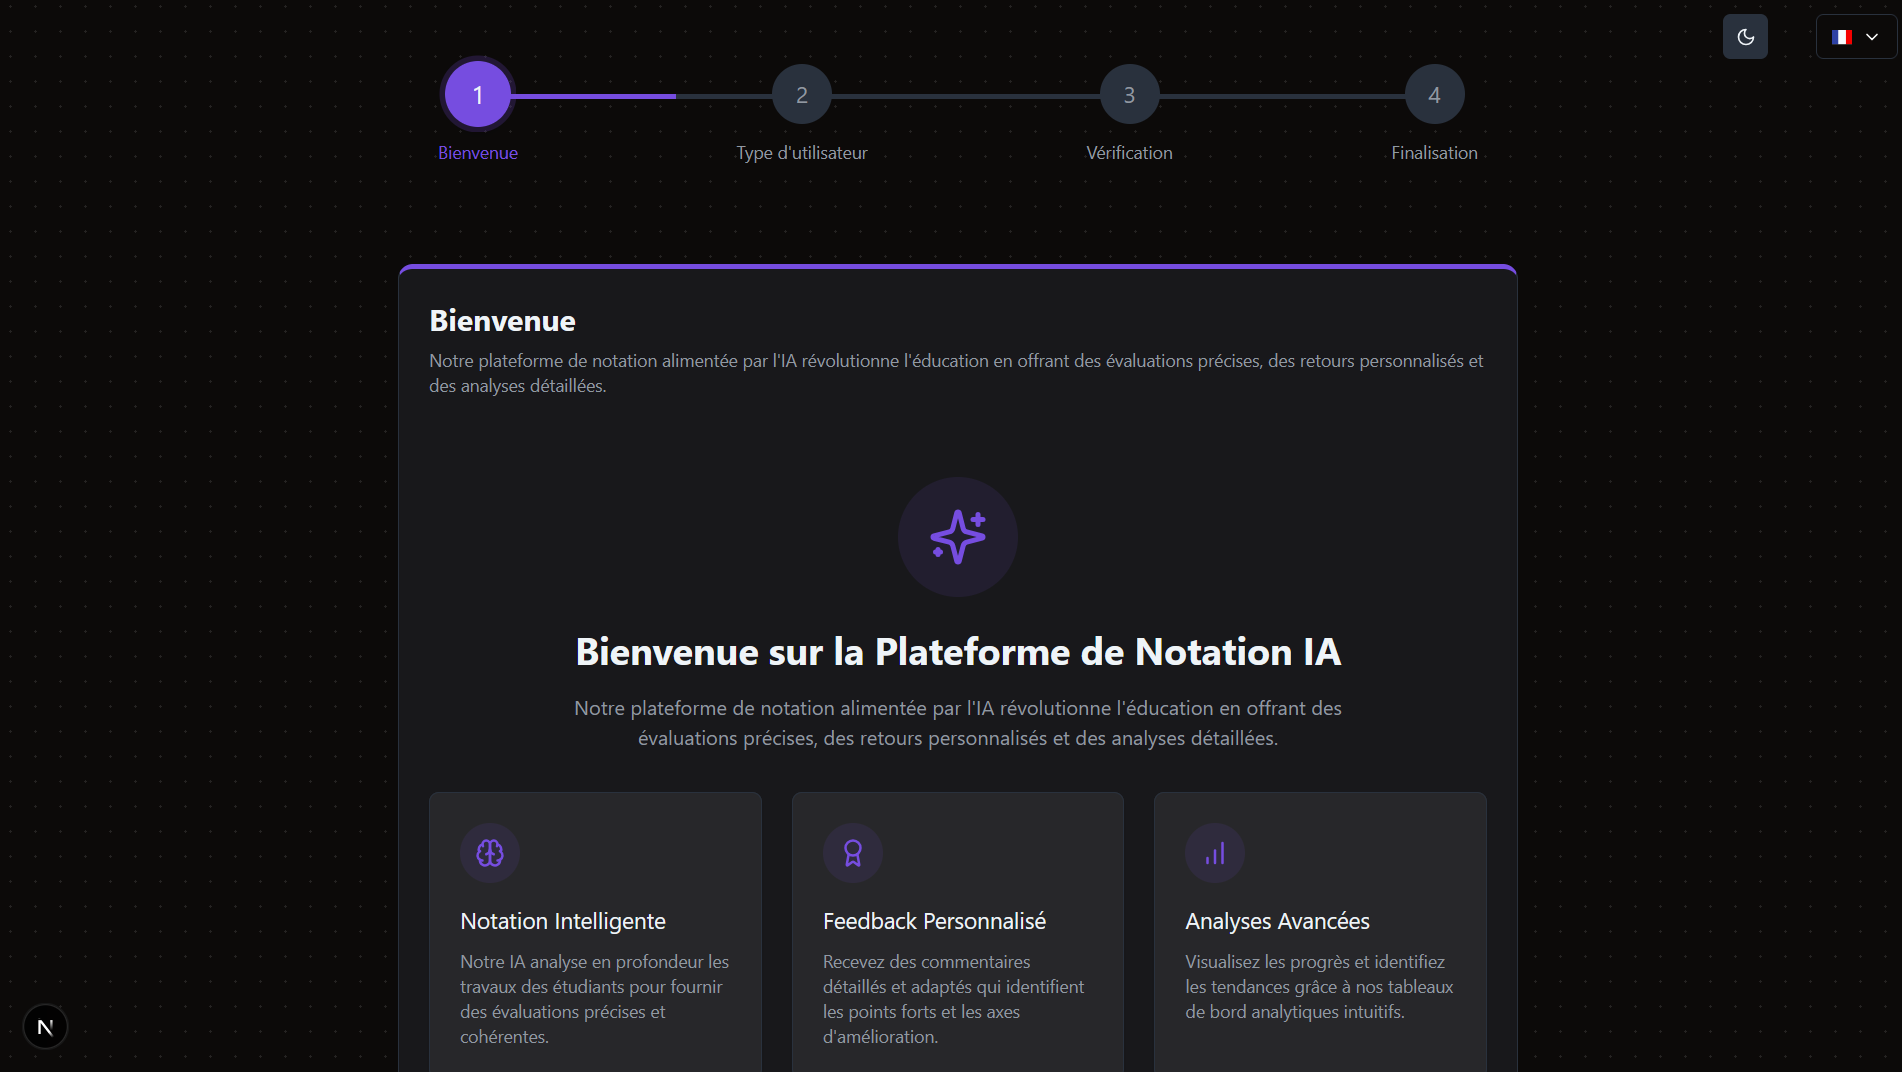 1
2
3
4
Bienvenue
Type d'utilisateur
Vérification
Finalisation
Bienvenue
Notre plateforme de notation alimentée par l'IA révolutionne l'éducation en offrant des évaluations précises, des retours personnalisés et
des analyses détaillées.
Bienvenue sur la Plateforme de Notation IA
Notre plateforme de notation alimentée par l'IA révolutionne l'éducation en offrant des
évaluations précises, des retours personnalisés et des analyses détaillées.
Notation Intelligente
Notre IA analyse en profondeur les
travaux des étudiants pour fournir
des évaluations précises et
cohérentes.
Feedback Personnalisé
Recevez des commentaires
détaillés et adaptés qui identifient
les points forts et les axes
d'amélioration.
Analyses Avancées
Visualisez les progrès et identifiez
les tendances grâce à nos tableaux
de bord analytiques intuitifs.
N